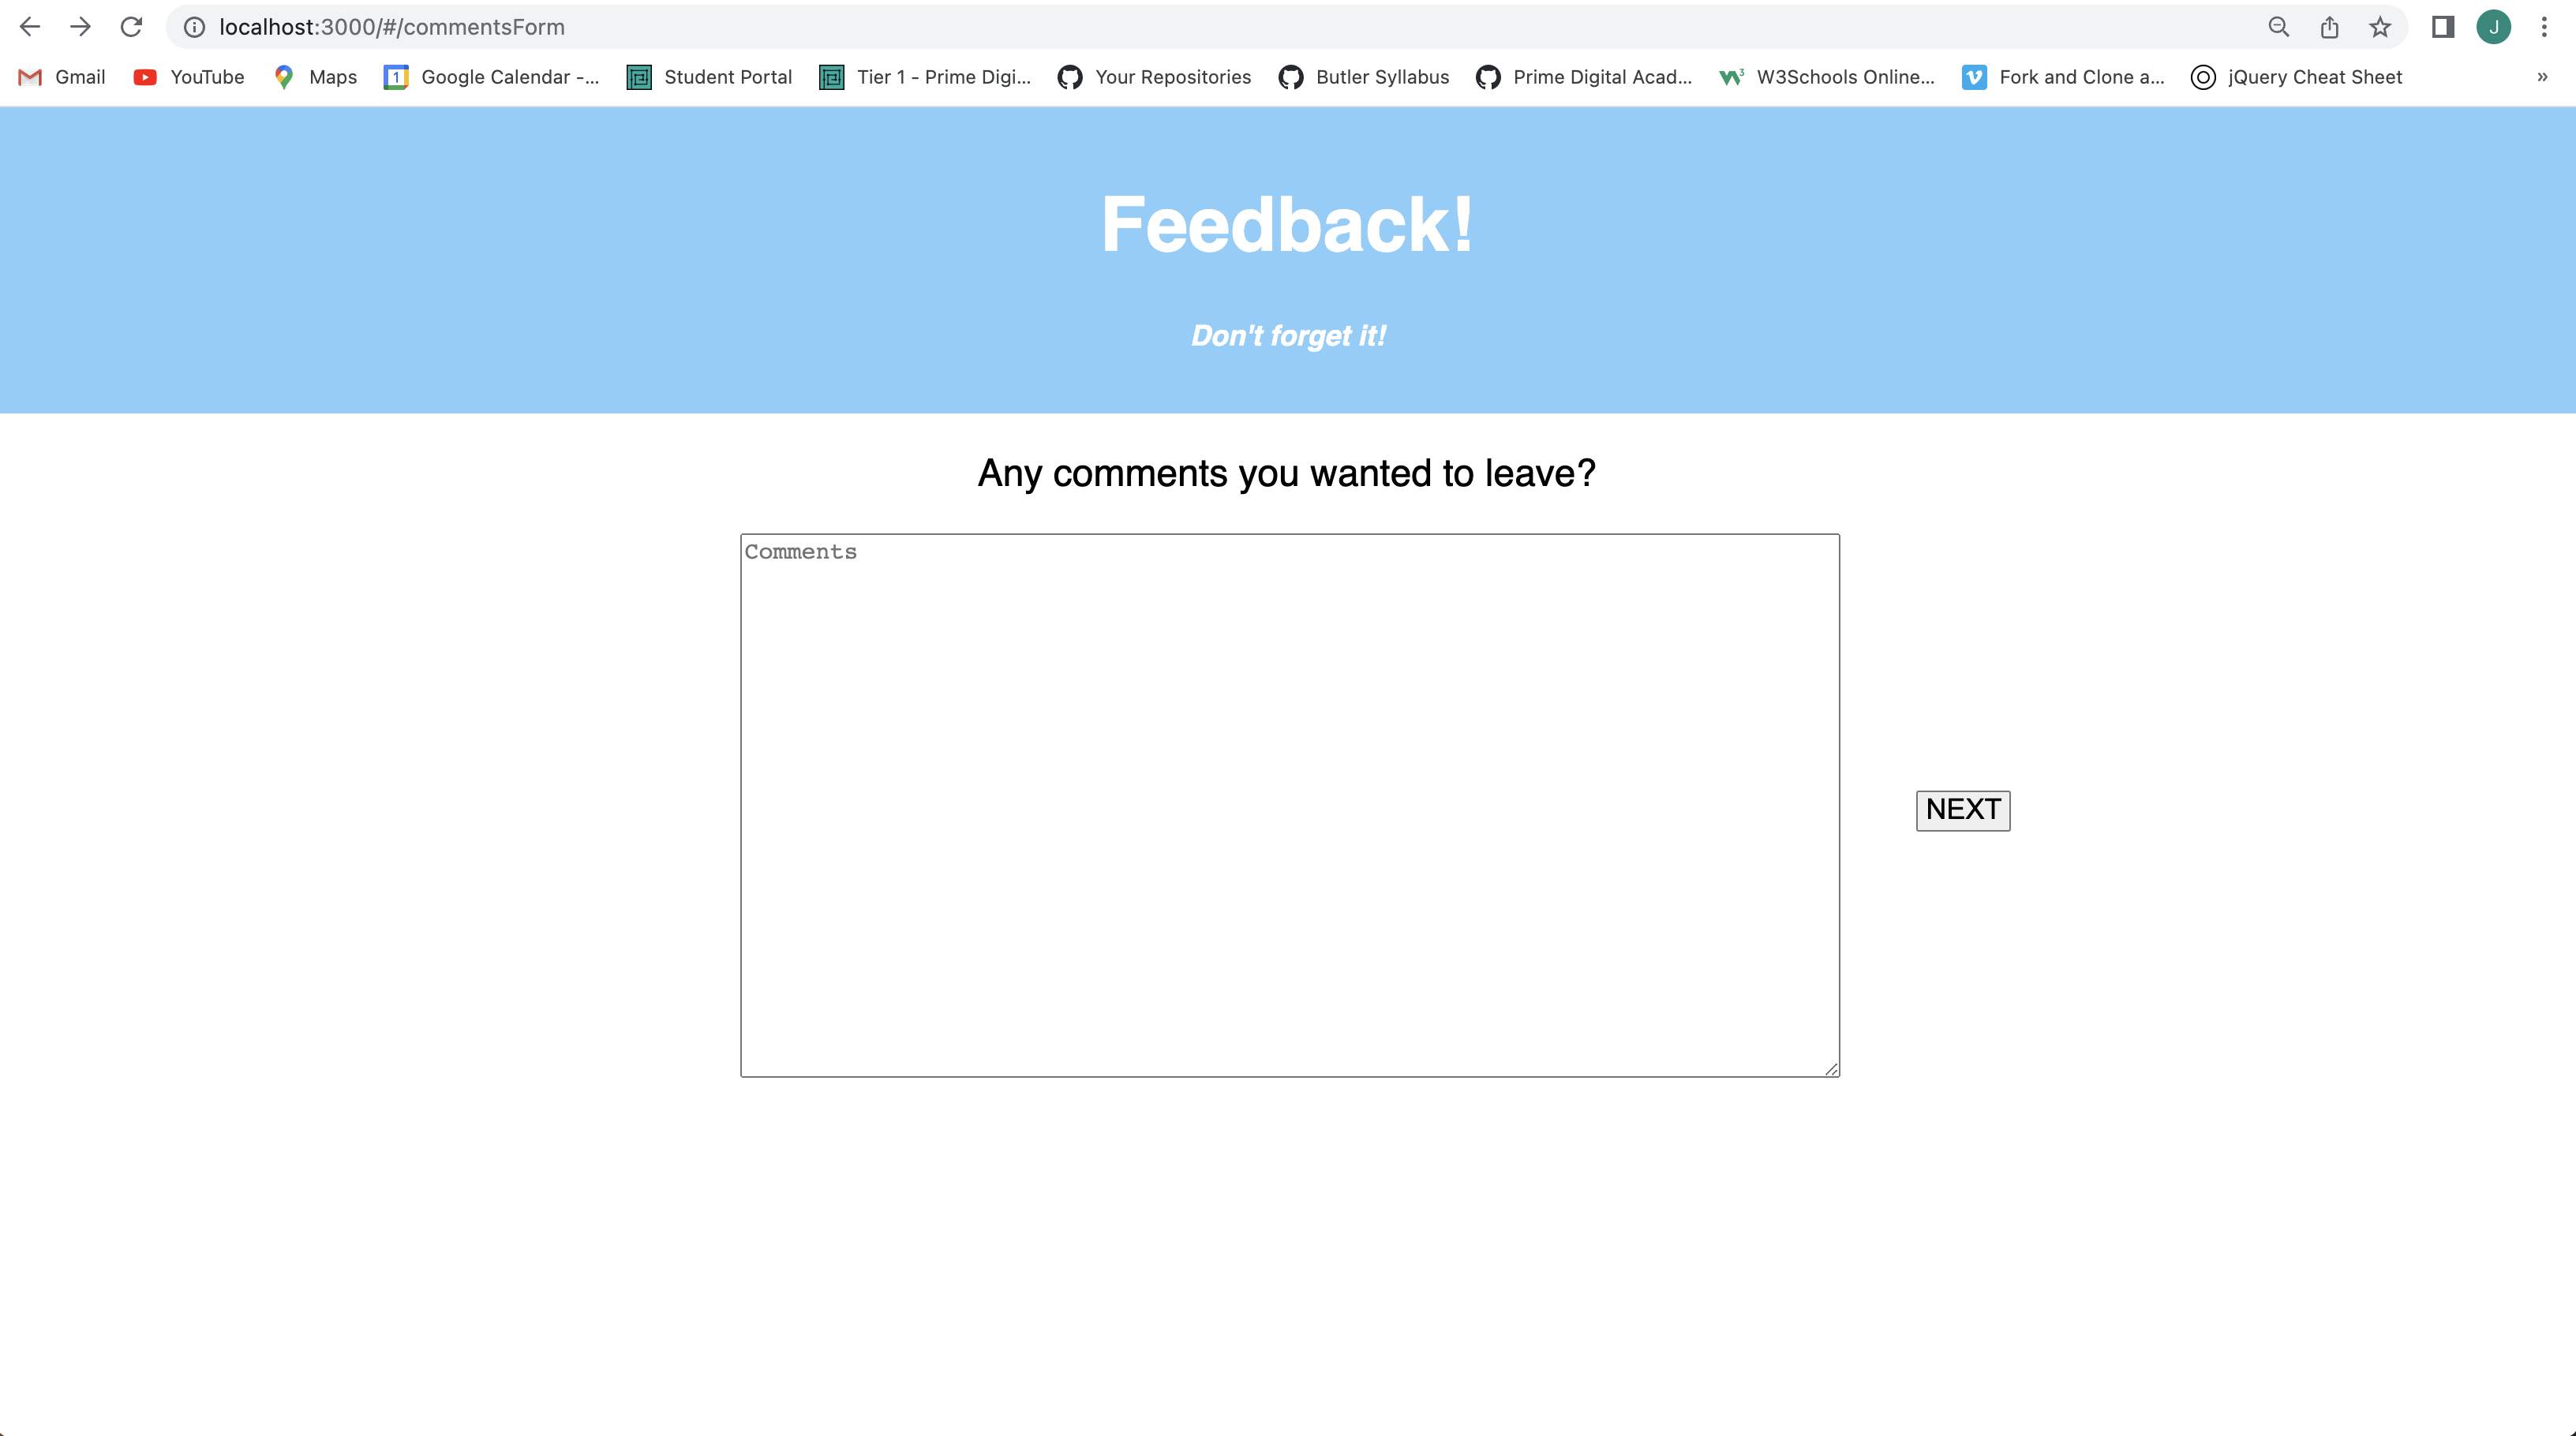 localhost:3000/#/commentsForm
J
Gmail YouTube Maps 1 Google Calendar -... Student Portal Tier 1 - Prime Digi... Your Repositories Butler Syllabus Prime Digital Acad... W3Schools Online... Fork and Clone a... jQuery Cheat Sheet »
Feedback!
Don't forget it!
Any comments you wanted to leave?
Comments
NEXT